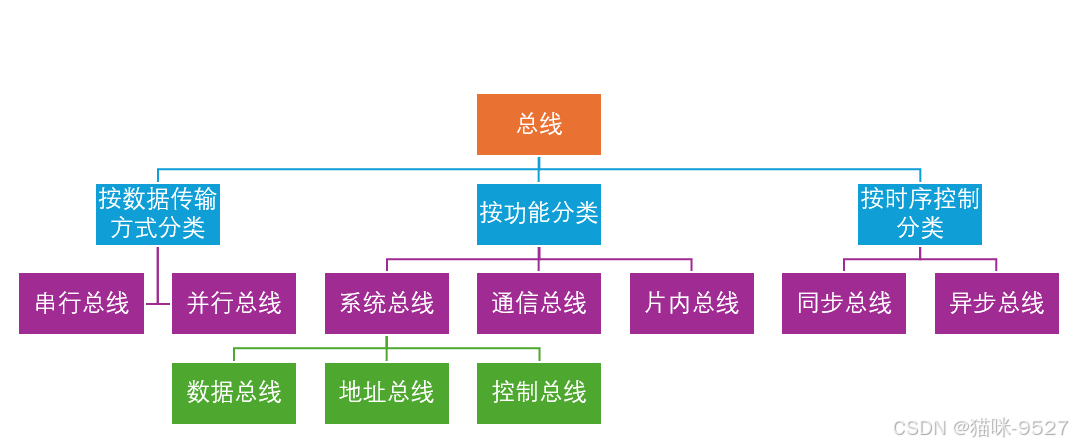 总线
按数据传输
方式分类
按功能分类
按时序控制
分类
串行总线
并行总线
系统总线
通信总线
片内总线
同步总线
异步总线
数据总线
地址总线
控制总线
CSDN @猫咪-9527